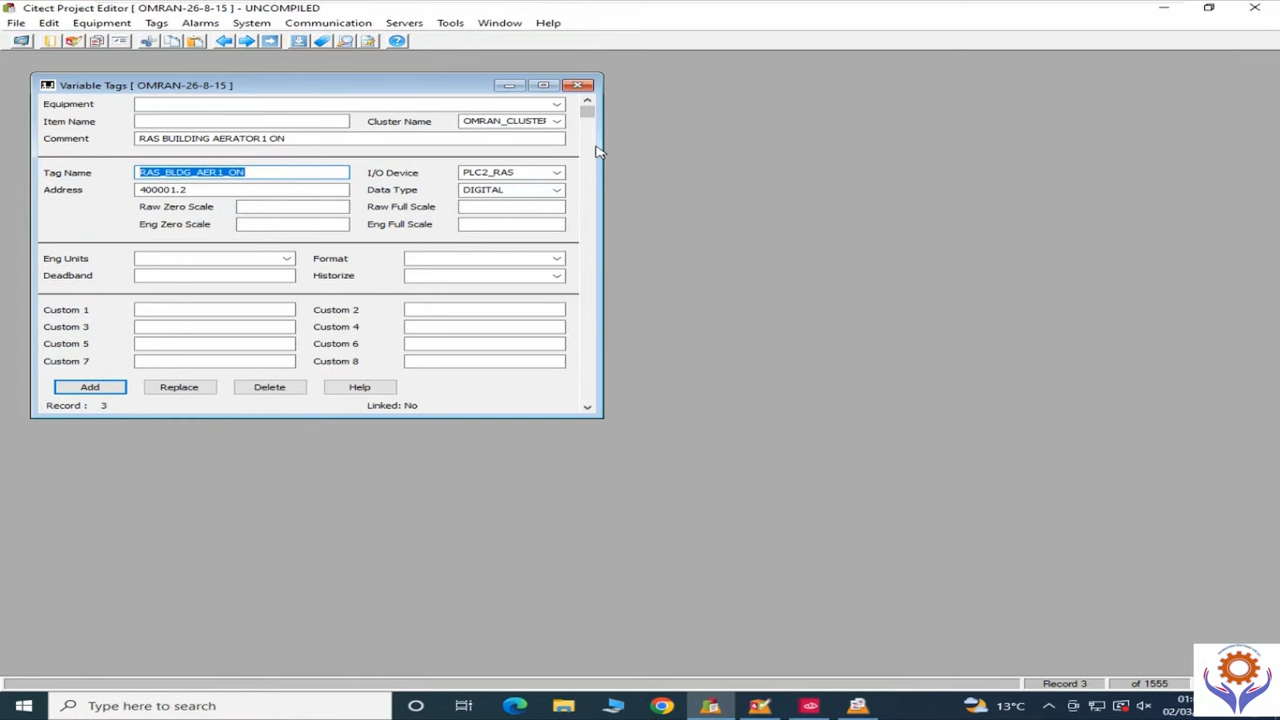 Citect Project Editor [ OMRAN-26-8-15 ] - UNCOMPILED
File Edit Equipment Tags Alarms System Communication Servers Tools Window Help
Variable Tags [ OMRAN-26-8-15 ]
Equipment
Item Name Cluster Name OMRAN_CLUSTER
Comment RAS BUILDING AERATOR1 ON
Tag Name RAS_BLDG_AER1_ON I/O Device PLC2_RAS
Address 400001.2 Data Type DIGITAL
Raw Zero Scale Raw Full Scale
Eng Zero Scale Eng Full Scale
Eng Units Format
Deadband Historize
Custom 1 Custom 2
Custom 3 Custom 4
Custom 5 Custom 6
Custom 7 Custom 8
Add Replace Delete Help
Record : 3 Linked: No
Record 3 of 1555
Type here to search
13°C
01:
02/03